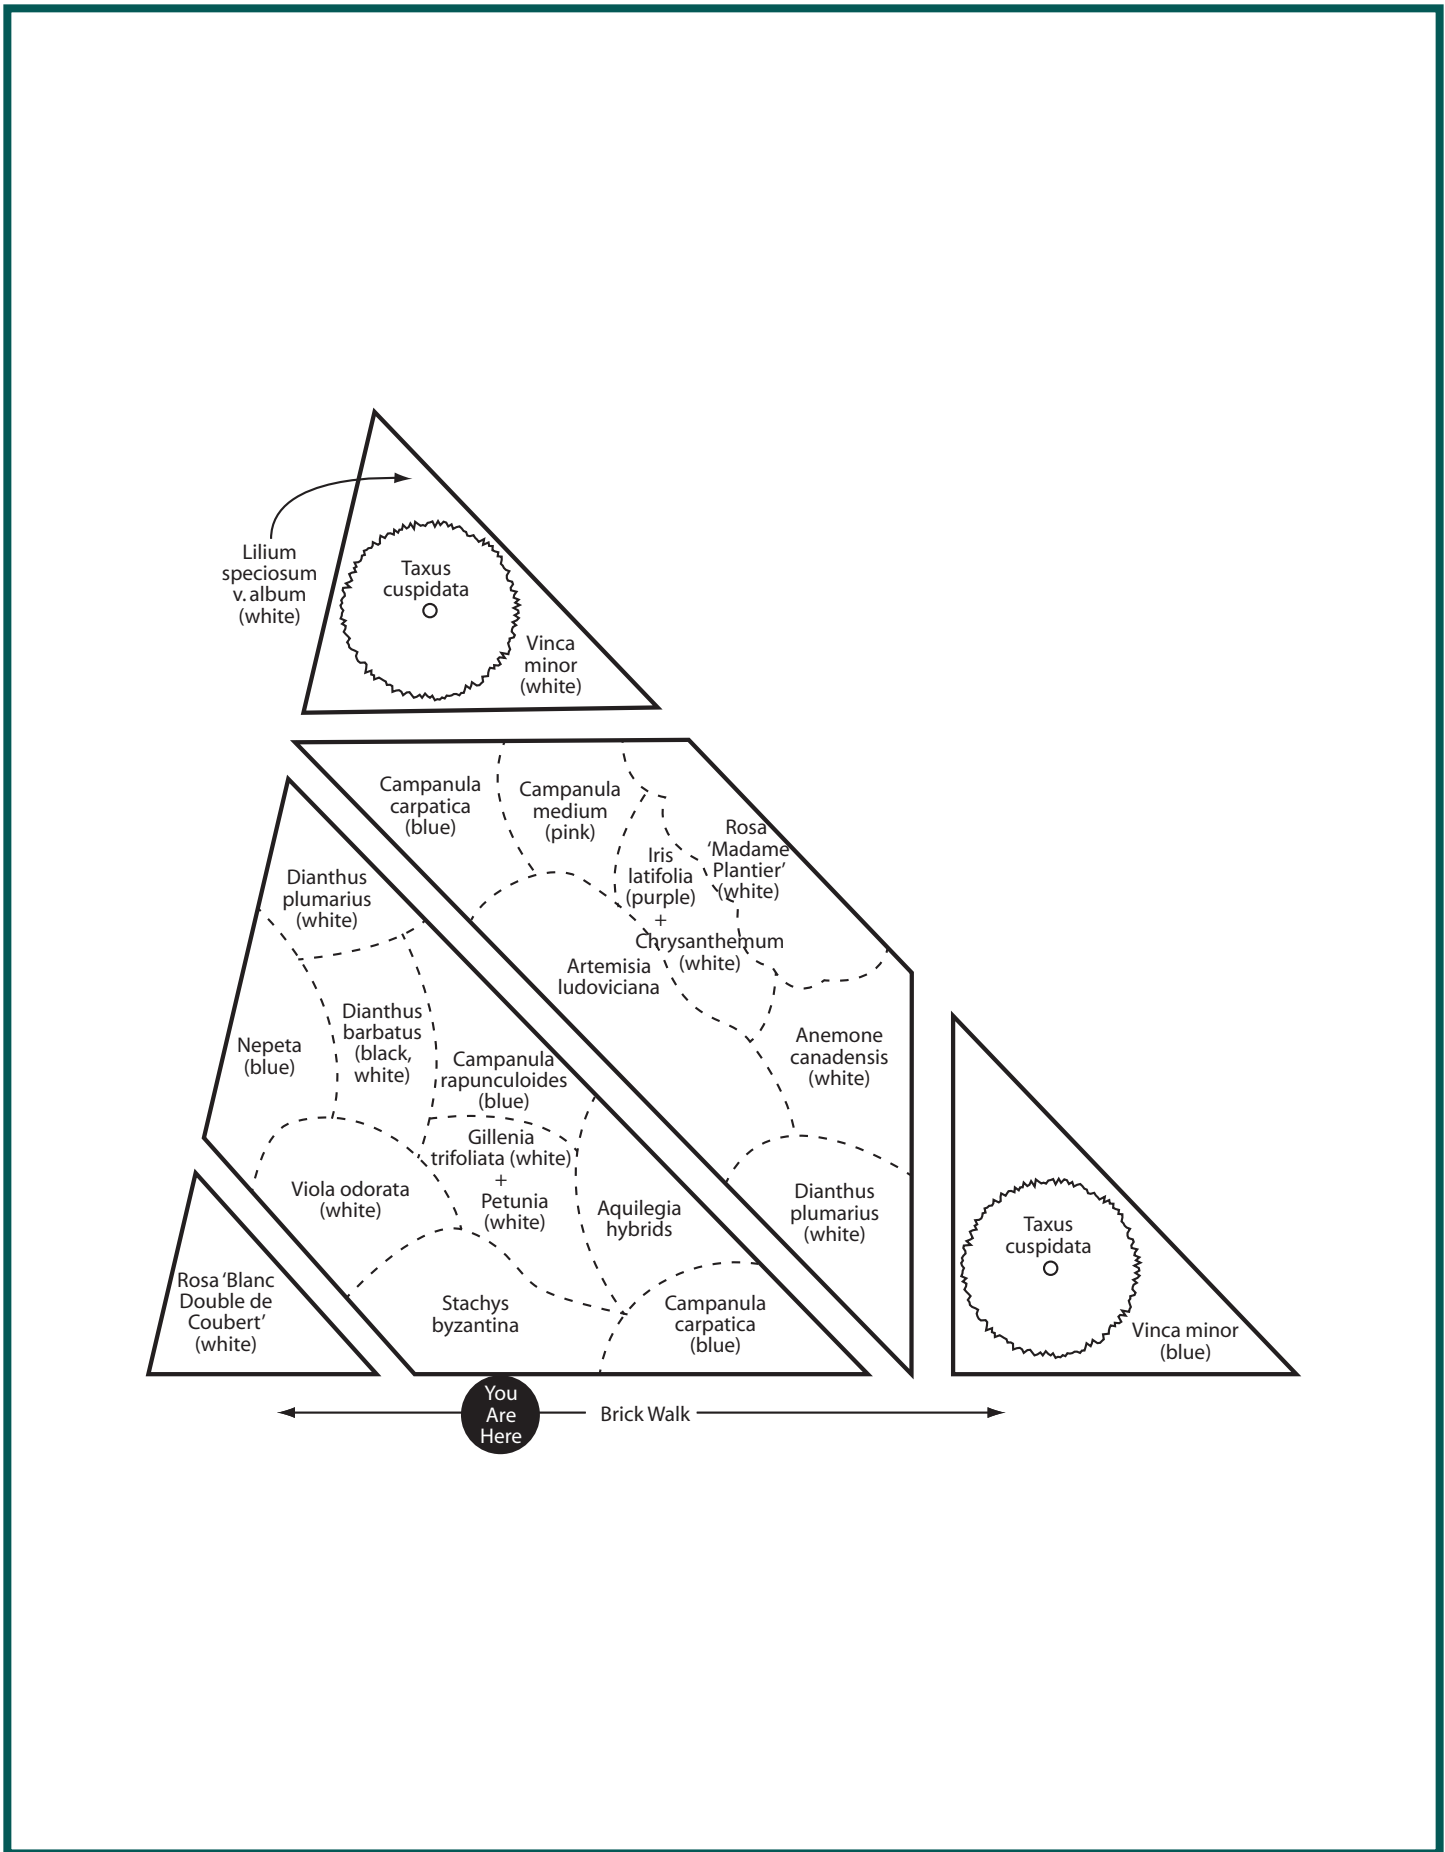 Lilium
speciosum
v. album
(white)
Taxus
cuspidata
Vinca
minor
(white)
Campanula
carpatica
(blue)
Campanula
medium
(pink)
Rosa
‘Madame
Plantier’
(white)
Iris
latifolia
(purple)
+
Chrysanthemum
(white)
Artemisia
ludoviciana
Anemone
canadensis
(white)
Dianthus
plumarius
(white)
Dianthus
plumarius
(white)
Nepeta
(blue)
Dianthus
barbatus
(black,
white)
Campanula
rapunculoides
(blue)
Gillenia
trifoliata (white)
+
Petunia
(white)
Viola odorata
(white)
Aquilegia
hybrids
Stachys
byzantina
Campanula
carpatica
(blue)
Rosa ‘Blanc
Double de
Coubert’
(white)
Taxus
cuspidata
Vinca minor
(blue)
You
Are
Here
Brick Walk